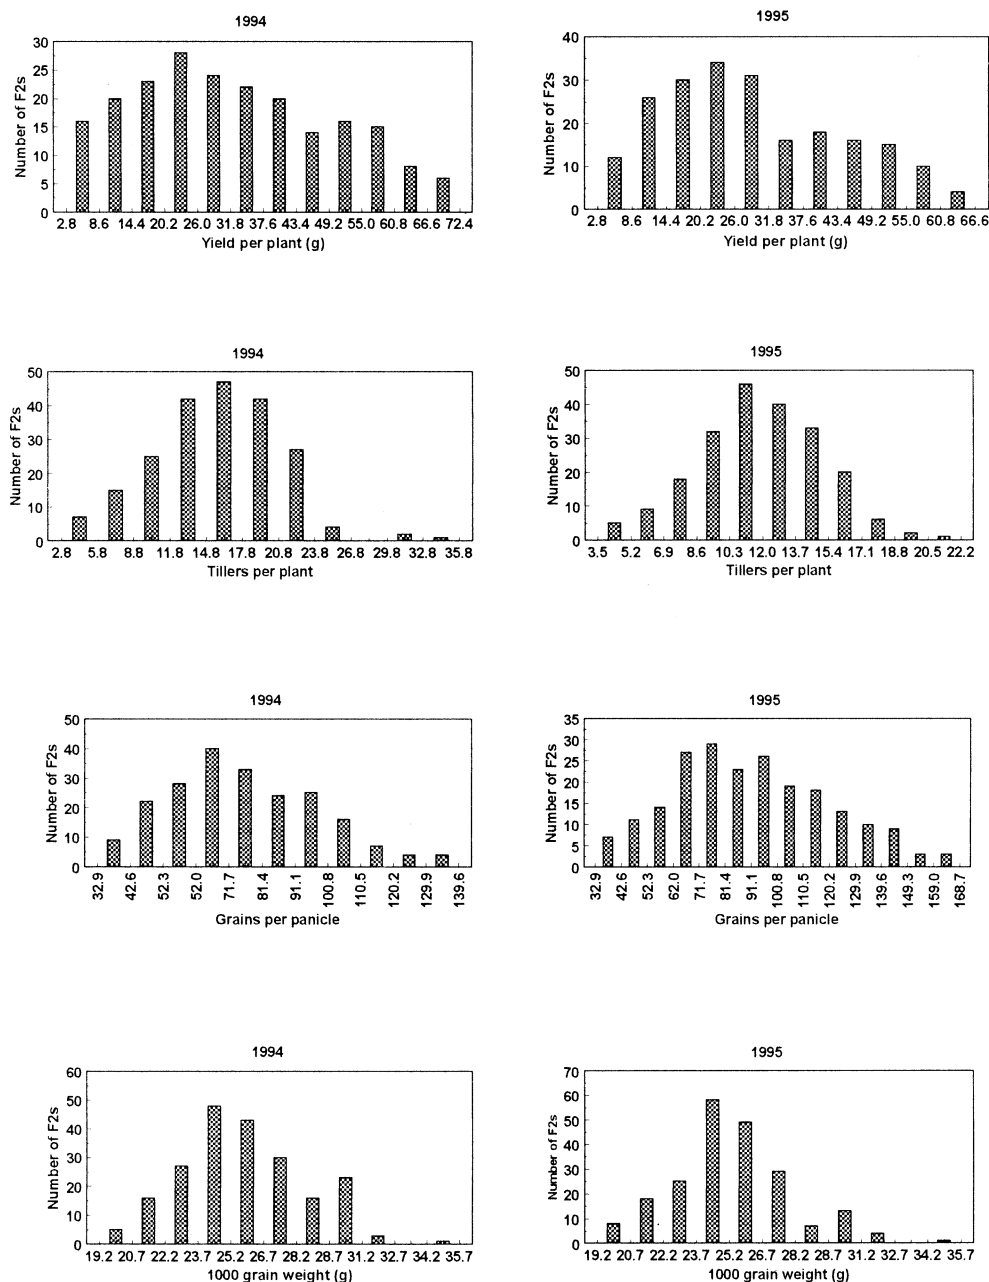 1994
30
25
20
15
10
5
0
Number of F2s
2.8 8.6 14.4 20.2 26.0 31.8 37.6 43.4 49.2 55.0 60.8 66.6 72.4
Yield per plant (g)
1995
40
30
20
10
0
Number of F2s
2.8 8.6 14.4 20.2 26.0 31.8 37.6 43.4 49.2 55.0 60.8 66.6
Yield per plant (g)
1994
50
40
30
20
10
0
Number of F2s
2.8 5.8 8.8 11.8 14.8 17.8 20.8 23.8 26.8 29.8 32.8 35.8
Tillers per plant
1995
50
40
30
20
10
0
Number of F2s
3.5 5.2 6.9 8.6 10.3 12.0 13.7 15.4 17.1 18.8 20.5 22.2
Tillers per plant
1994
50
40
30
20
10
0
Number of F2s
32.9 42.6 52.3 52.0 71.7 81.4 91.1 100.8 110.5 120.2 129.9 139.6
Grains per panicle
1995
35
30
25
20
15
10
5
0
Number of F2s
32.9 42.6 52.3 62.0 71.7 81.4 91.1 100.8 110.5 120.2 129.9 139.6 149.3 159.0 168.7
Grains per panicle
1994
60
50
40
30
20
10
0
Number of F2s
19.2 20.7 22.2 23.7 25.2 26.7 28.2 28.7 31.2 32.7 34.2 35.7
1000 grain weight (g)
1995
70
60
50
40
30
20
10
0
Number of F2s
19.2 20.7 22.2 23.7 25.2 26.7 28.2 28.7 31.2 32.7 34.2 35.7
1000 grain weight (g)